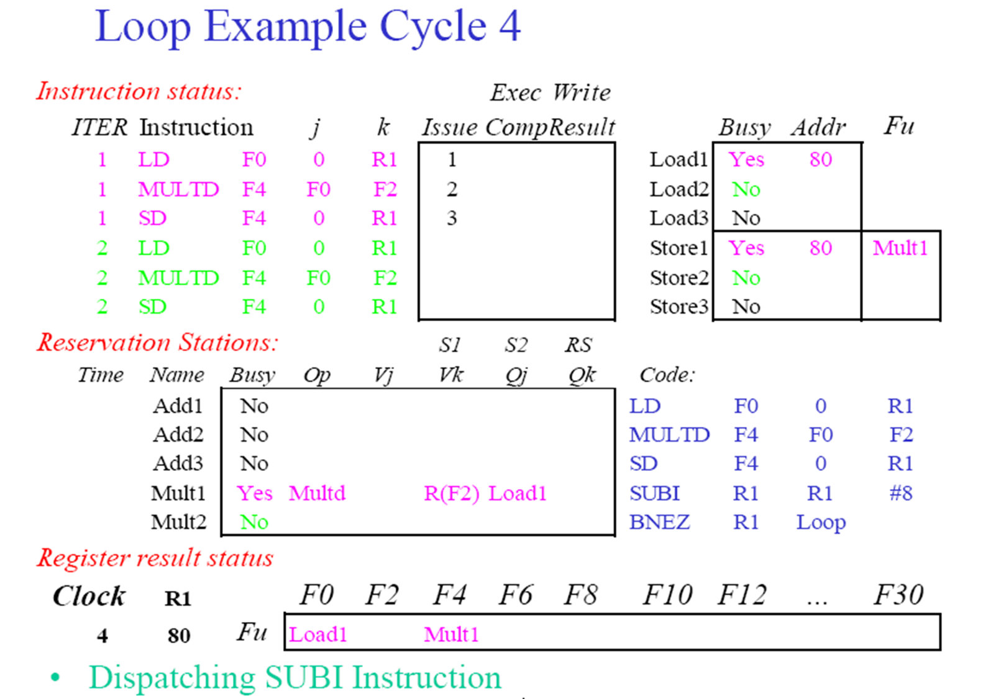 Loop Example Cycle 4
Instruction status: Exec Write
ITER Instruction j k Issue Comp Result Busy Addr Fu
1 LD F0 0 R1 1 Load1 Yes 80
1 MULTD F4 F0 F2 2 Load2 No
1 SD F4 0 R1 3 Load3 No
2 LD F0 0 R1 Store1 Yes 80 Mult1
2 MULTD F4 F0 F2 Store2 No
2 SD F4 0 R1 Store3 No
Reservation Stations: S1 S2 RS
Time Name Busy Op Vj Vk Qj Qk Code:
Add1 No LD F0 0 R1
Add2 No MULTD F4 F0 F2
Add3 No SD F4 0 R1
Mult1 Yes Multd R(F2) Load1 SUBI R1 R1 #8
Mult2 No BNEZ R1 Loop
Register result status
Clock R1 F0 F2 F4 F6 F8 F10 F12 ... F30
4 80 Fu Load1 Mult1
• Dispatching SUBI Instruction